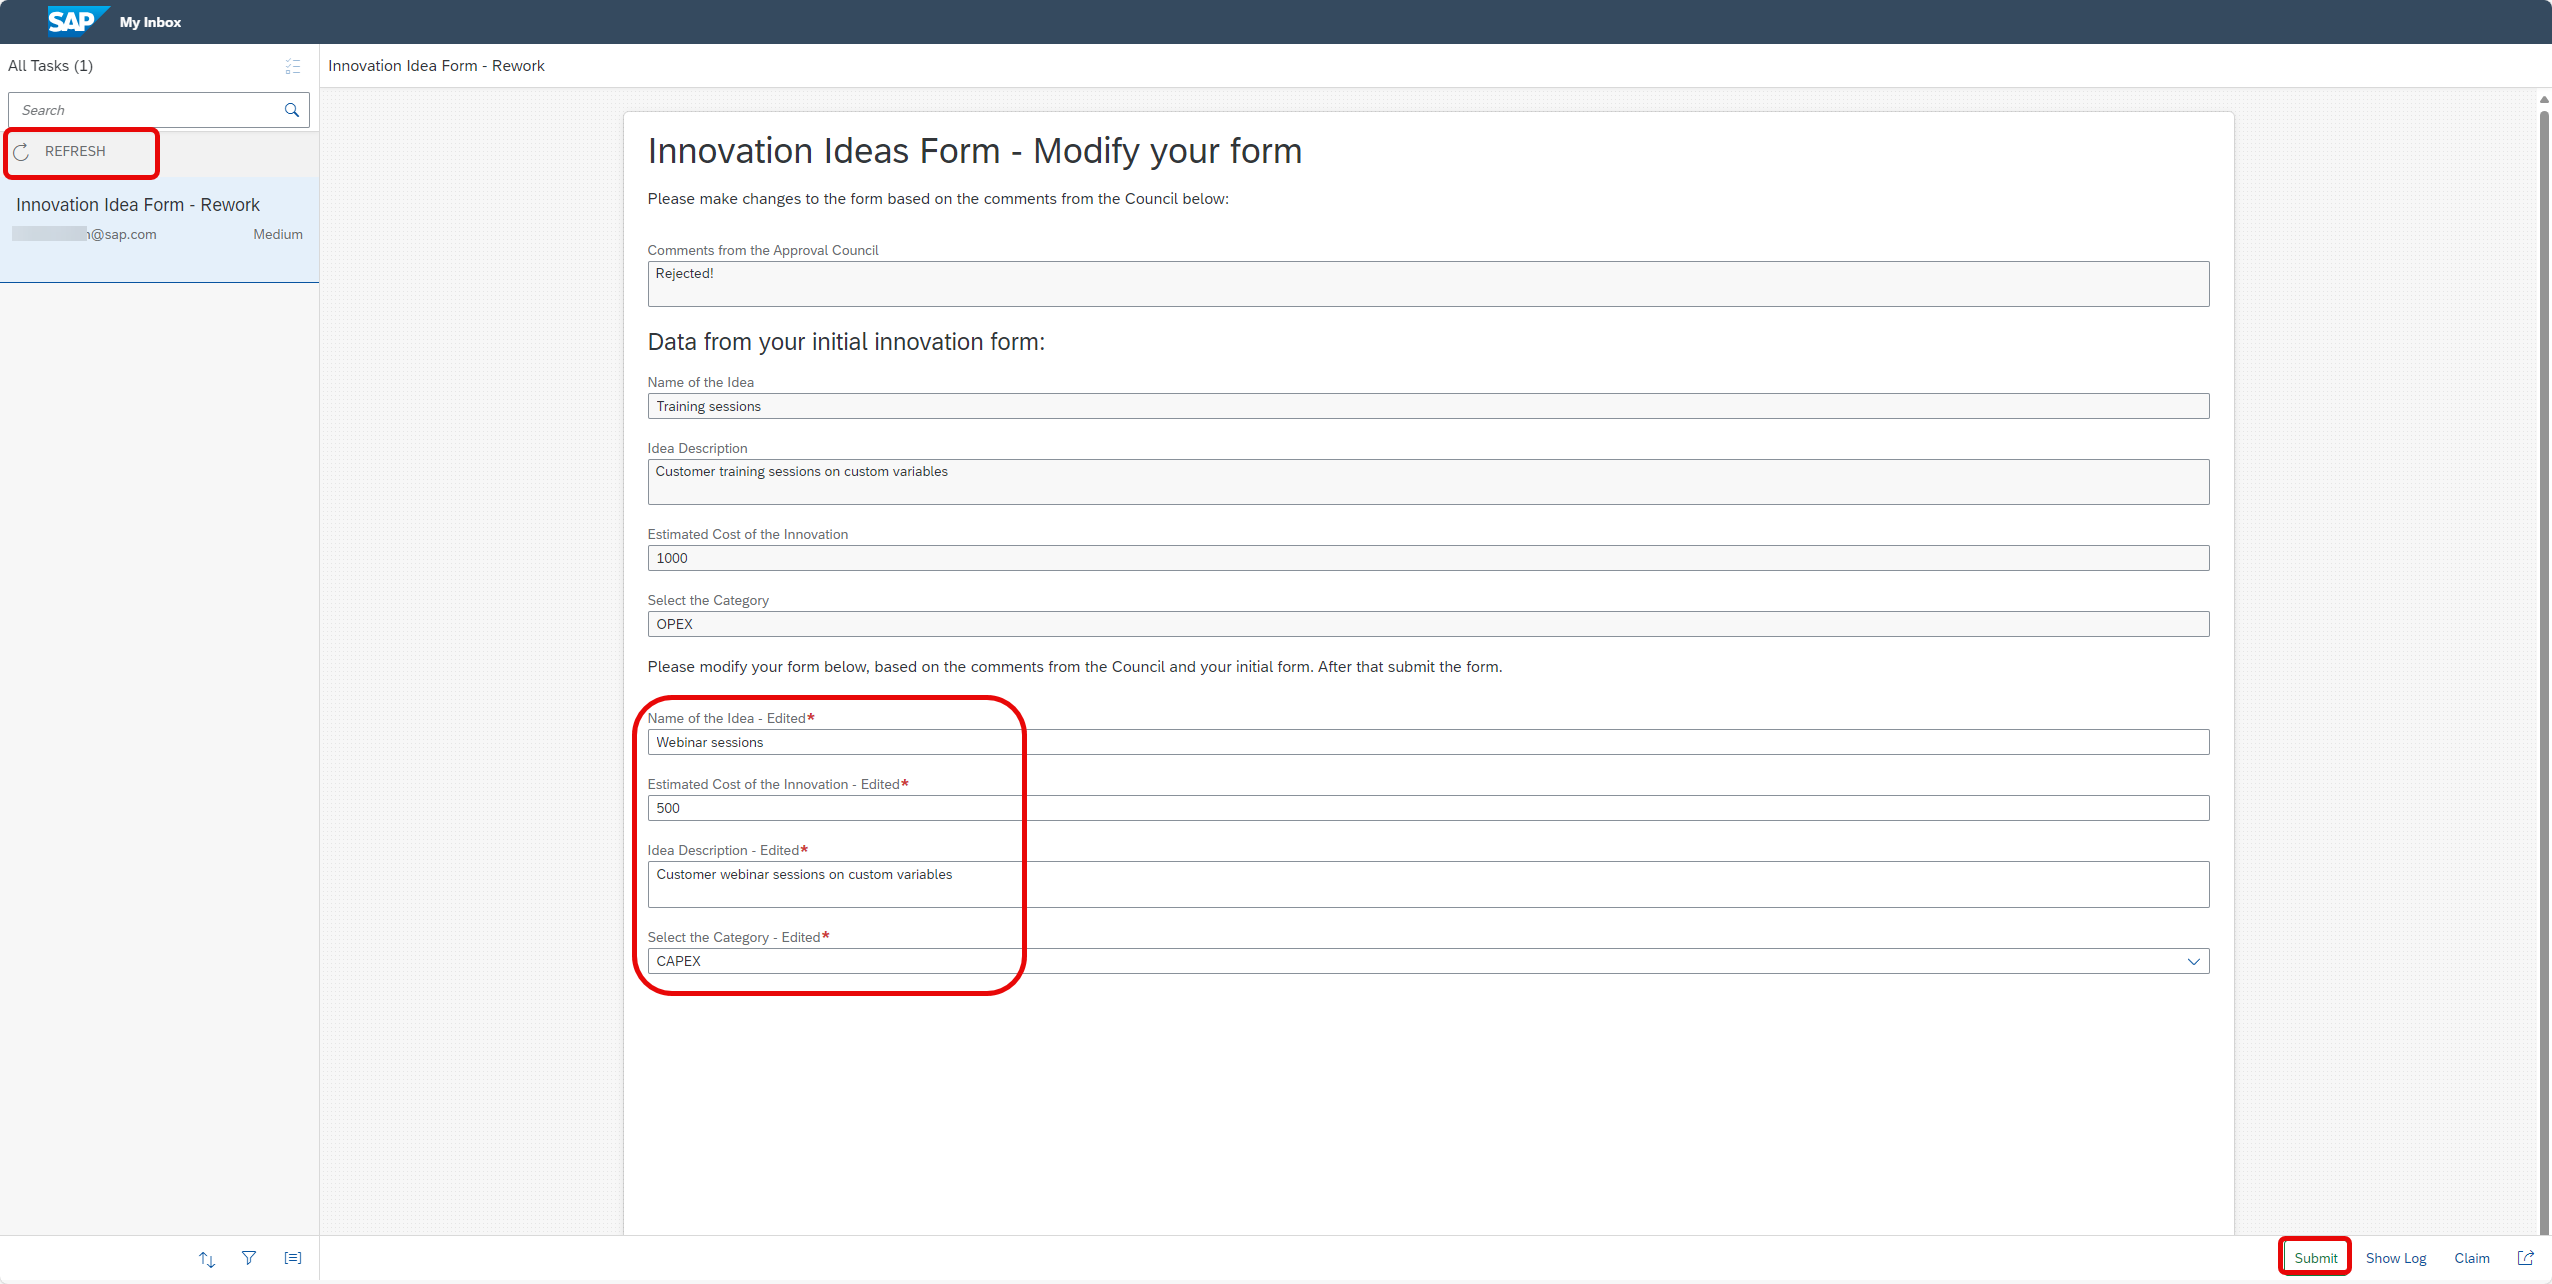 SAP My Inbox
All Tasks (1)
Search
REFRESH
Innovation Idea Form - Rework
@sap.com Medium
Innovation Idea Form - Rework
Innovation Ideas Form - Modify your form
Please make changes to the form based on the comments from the Council below:
Comments from the Approval Council
Rejected!
Data from your initial innovation form:
Name of the Idea
Training sessions
Idea Description
Customer training sessions on custom variables
Estimated Cost of the Innovation
1000
Select the Category
OPEX
Please modify your form below, based on the comments from the Council and your initial form. After that submit the form.
Name of the Idea - Edited*
Webinar sessions
Estimated Cost of the Innovation - Edited*
500
Idea Description - Edited*
Customer webinar sessions on custom variables
Select the Category - Edited*
CAPEX
Submit Show Log Claim